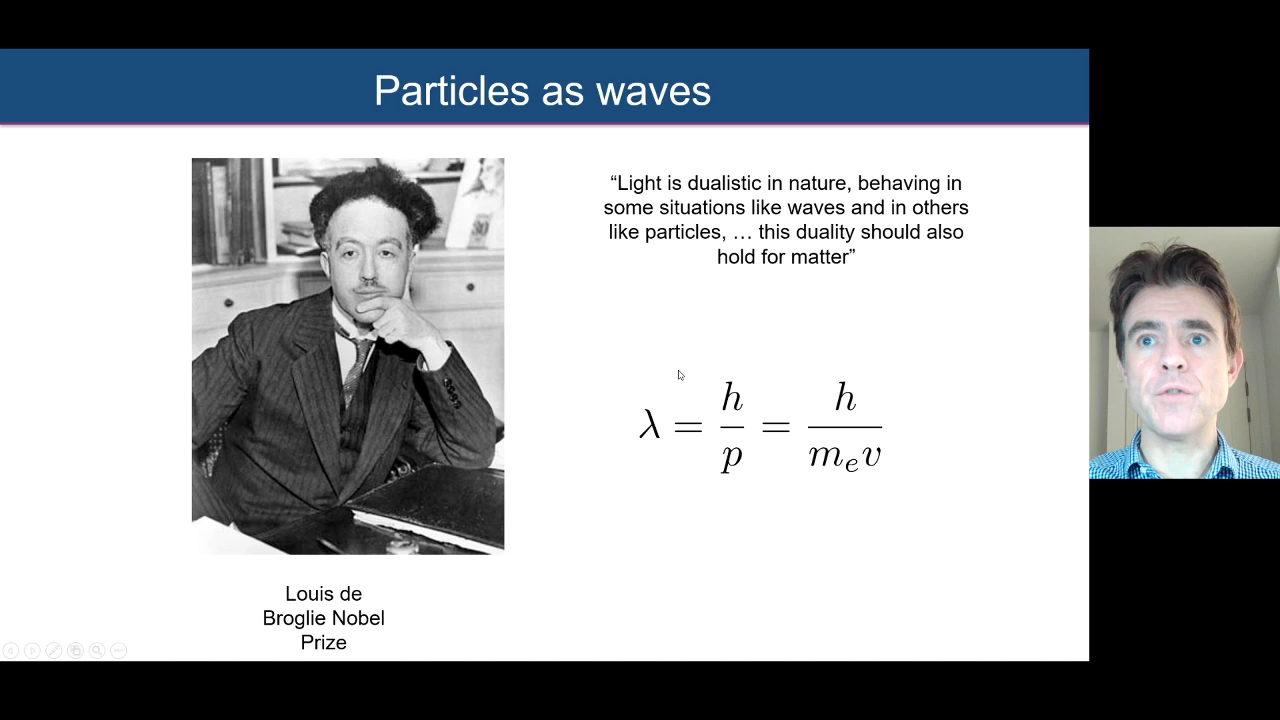 Particles as waves
“Light is dualistic in nature, behaving in
some situations like waves and in others
like particles, … this duality should also
hold for matter”
λ = h/p = h/(mₑv)
Louis de
Broglie Nobel
Prize